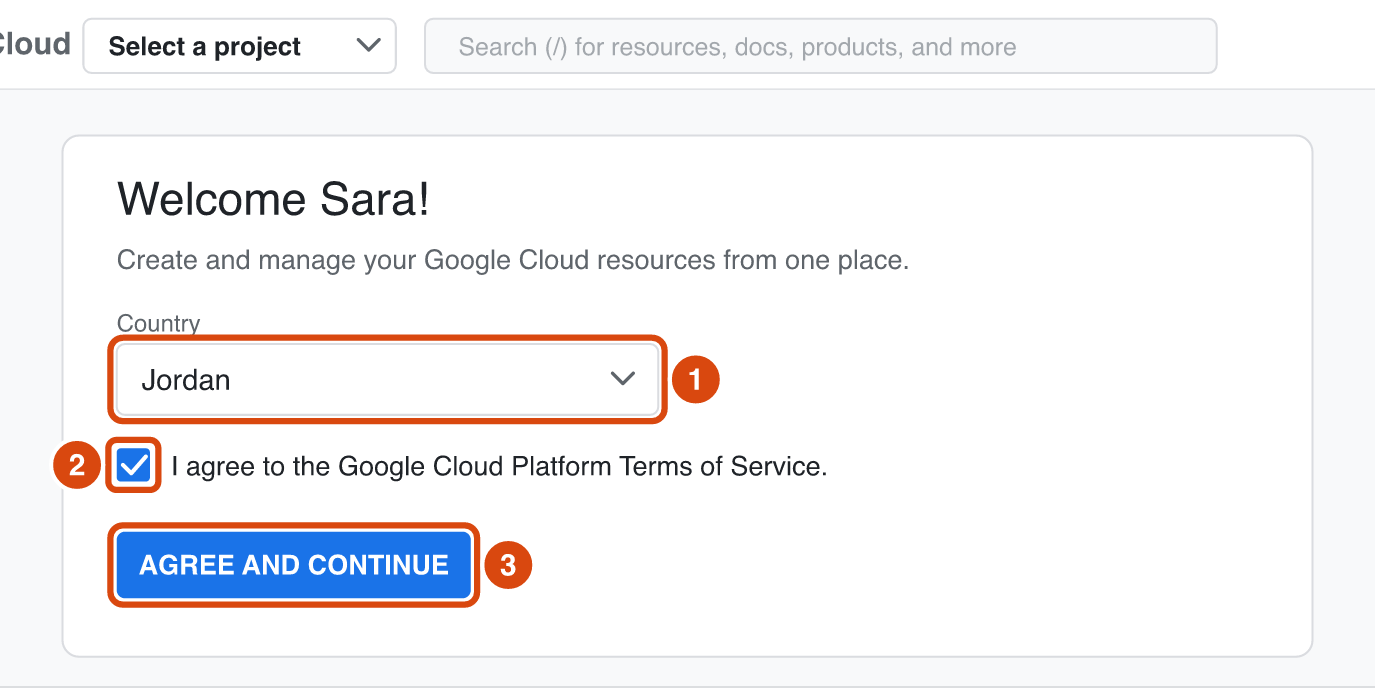 Cloud Select a project Search (/) for resources, docs, products, and more
Welcome Sara!
Create and manage your Google Cloud resources from one place.
Country
Jordan 1
2 I agree to the Google Cloud Platform Terms of Service.
AGREE AND CONTINUE 3